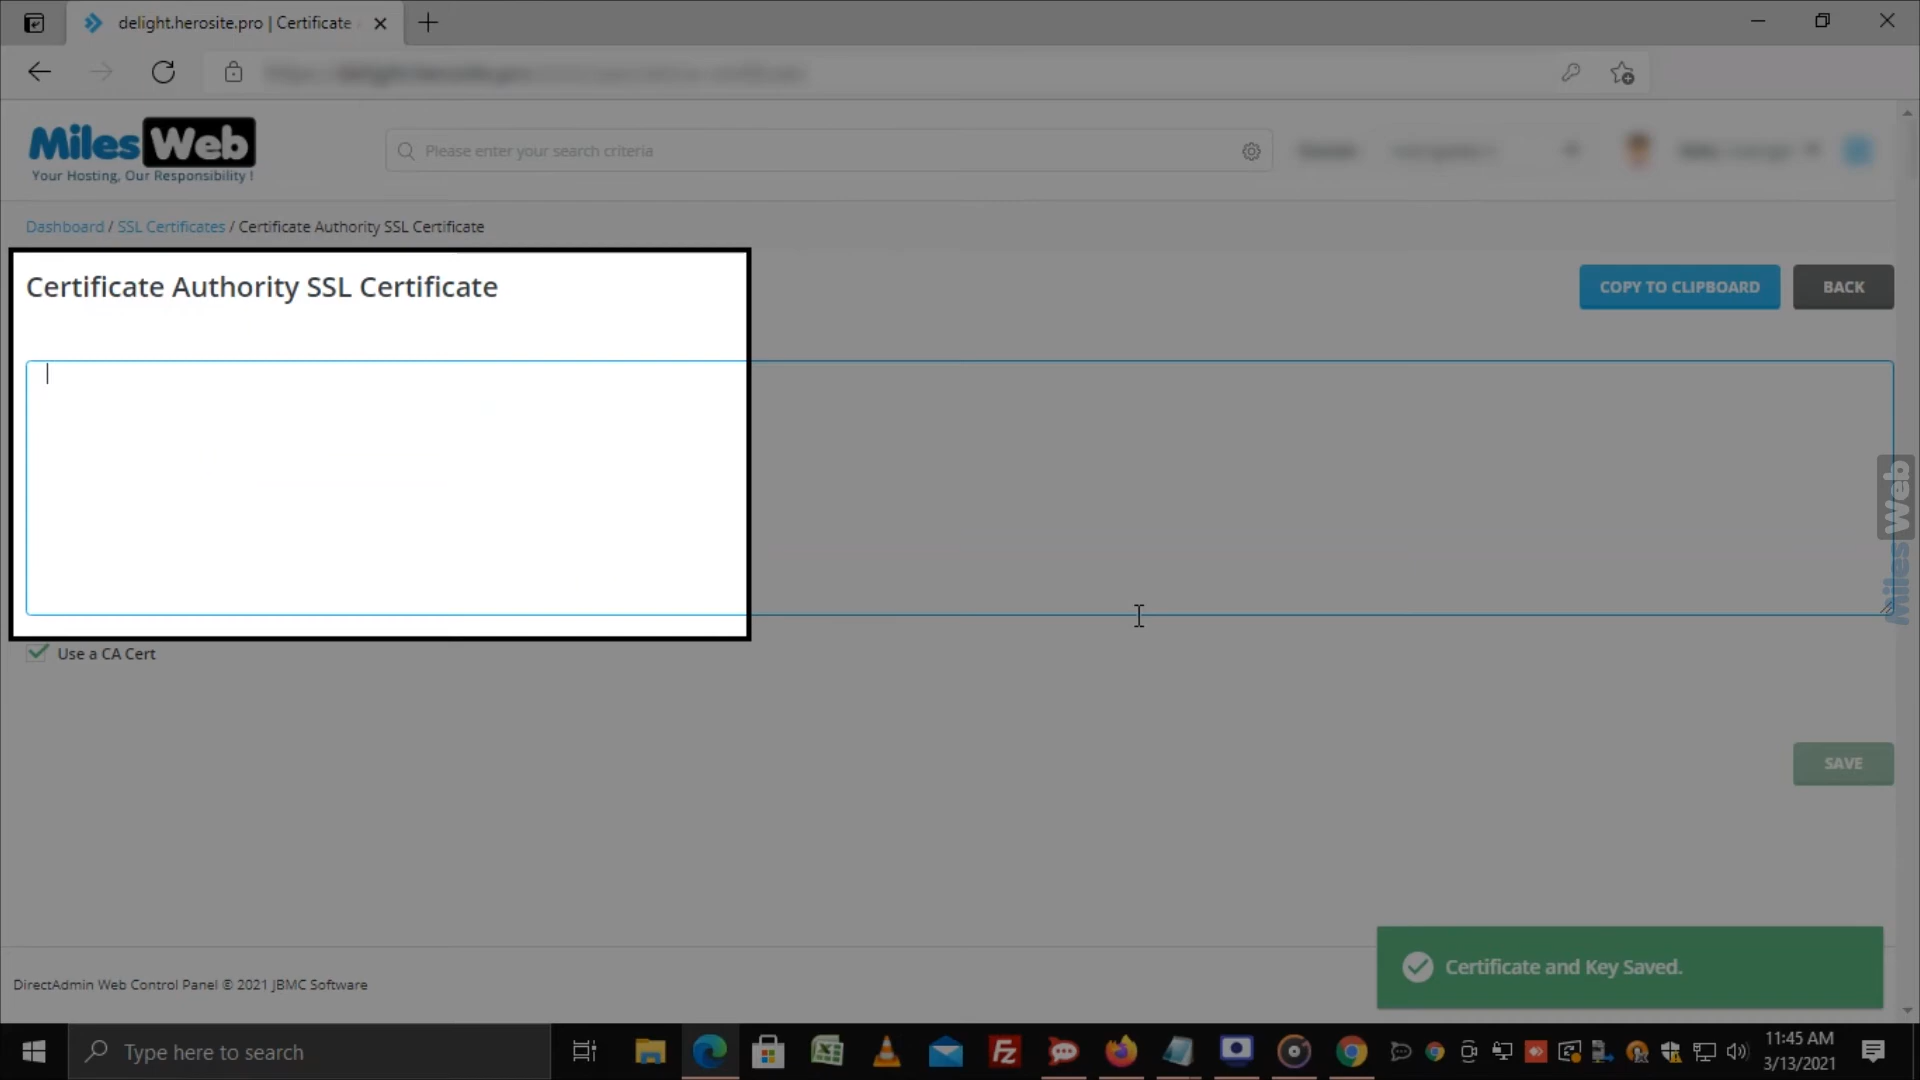 delight.herosite.pro | Certificate
MilesWeb
Your Hosting, Our Responsibility !
Please enter your search criteria
Dashboard / SSL Certificates / Certificate Authority SSL Certificate
Certificate Authority SSL Certificate
COPY TO CLIPBOARD
BACK
MilesWeb
Use a CA Cert
SAVE
Certificate and Key Saved.
DirectAdmin Web Control Panel © 2021 JBMC Software
Type here to search
11:45 AM
3/13/2021